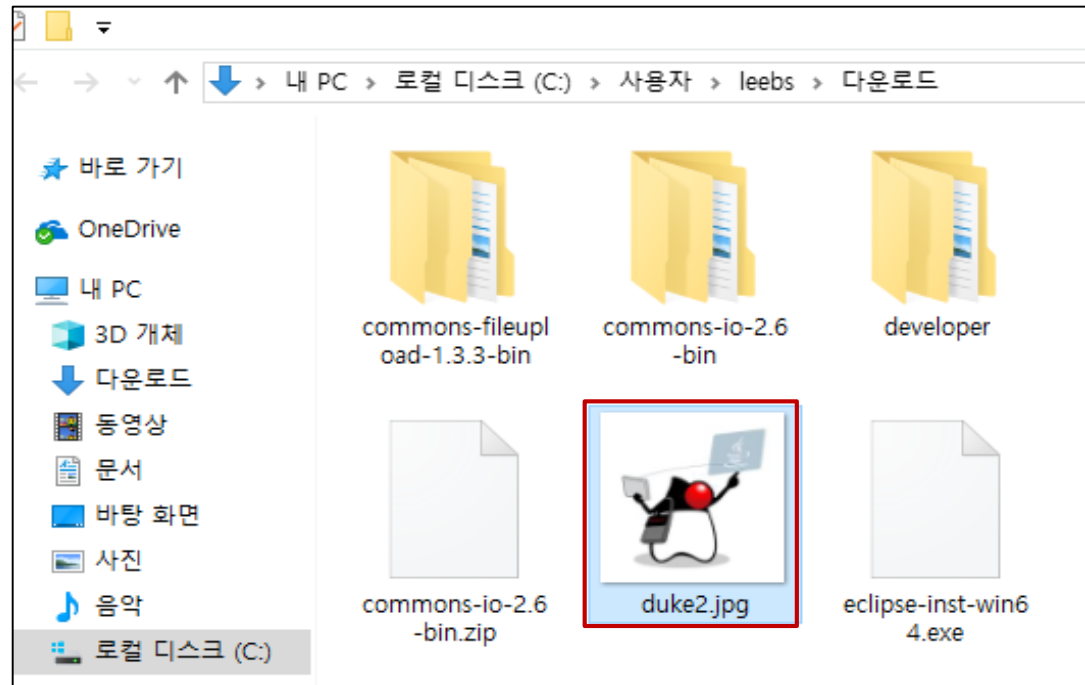 내 PC > 로컬 디스크 (C:) > 사용자 > leebs > 다운로드
바로 가기
OneDrive
내 PC
3D 개체
다운로드
동영상
문서
바탕 화면
사진
음악
로컬 디스크 (C:)
commons-fileupl
oad-1.3.3-bin
commons-io-2.6
-bin
developer
commons-io-2.6
-bin.zip
duke2.jpg
eclipse-inst-win6
4.exe